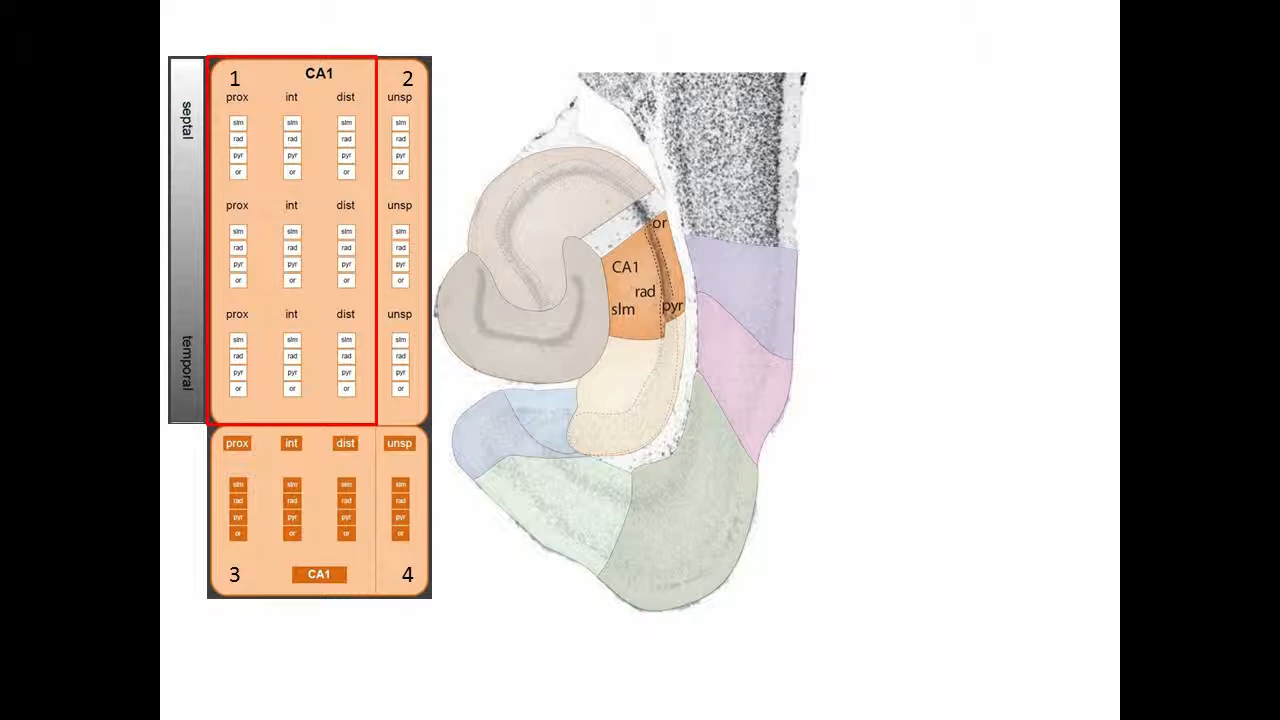 1 CA1 2
prox int dist unsp
slm slm slm slm
rad rad rad rad
pyr pyr pyr pyr
or or or or
prox int dist unsp
slm slm slm slm
rad rad rad rad
pyr pyr pyr pyr
or or or or
prox int dist unsp
slm slm slm slm
rad rad rad rad
pyr pyr pyr pyr
or or or or
prox int dist unsp
slm slm slm slm
rad rad rad rad
pyr pyr pyr pyr
or or or or
3 CA1 4
septal
temporal
or
CA1
rad
slm
pyr